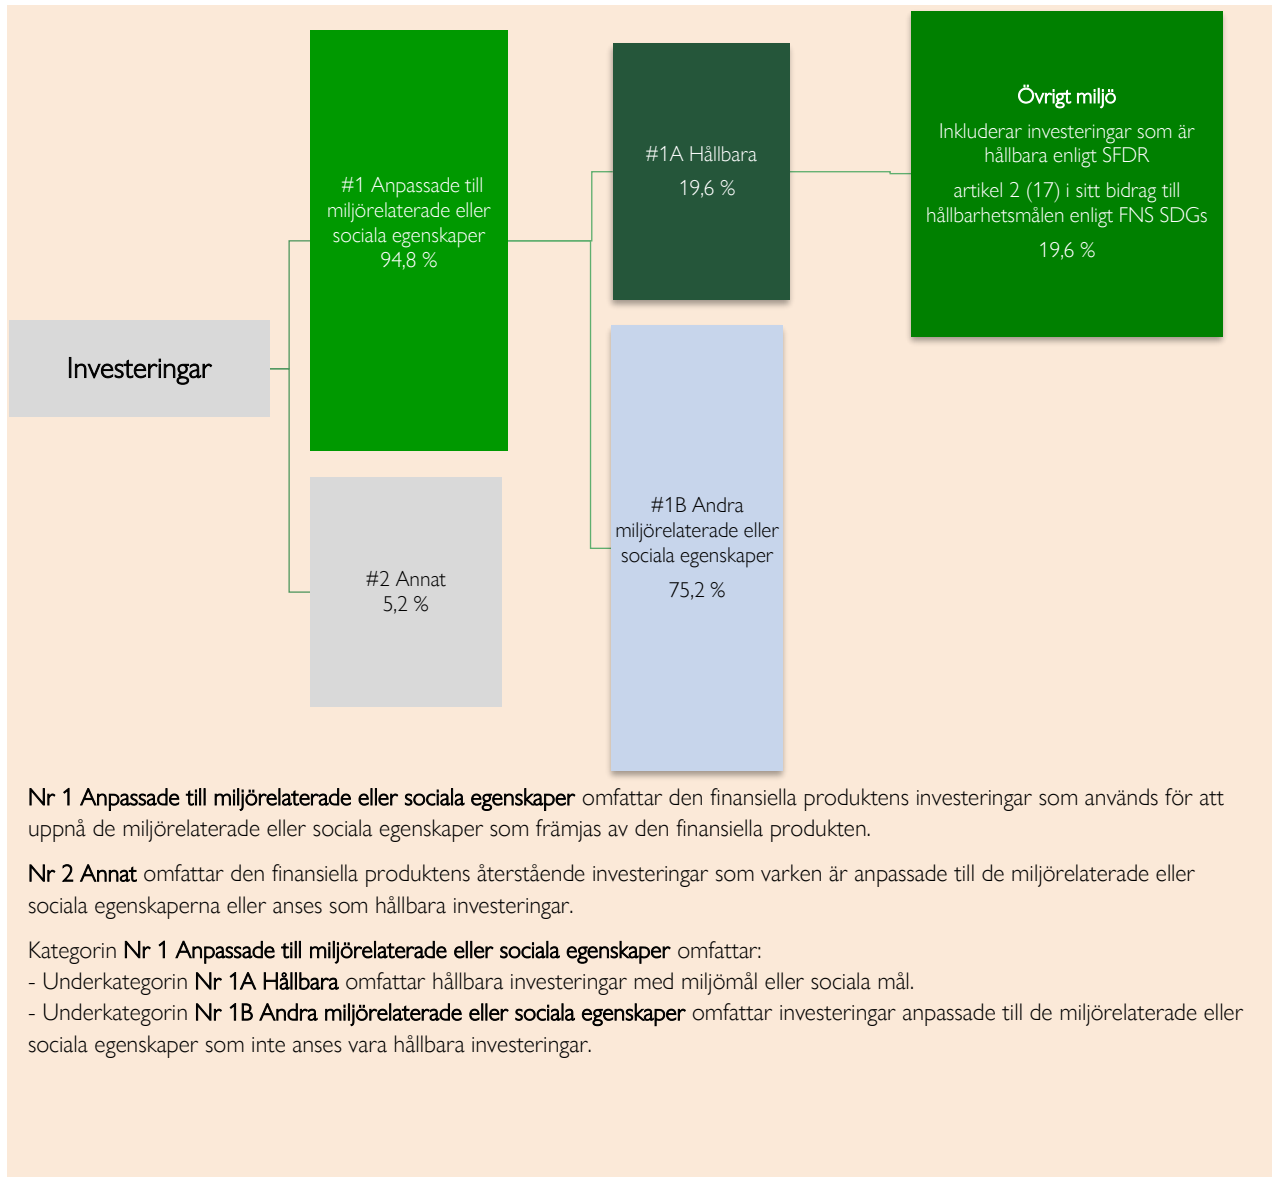 Investeringar
#1 Anpassade till
miljörelaterade eller
sociala egenskaper
94,8 %
#2 Annat
5,2 %
#1A Hållbara
19,6 %
#1B Andra
miljörelaterade eller
sociala egenskaper
75,2 %
Övrigt miljö
Inkluderar investeringar som är
hållbara enligt SFDR
artikel 2 (17) i sitt bidrag till
hållbarhetsmålen enligt FNS SDGs
19,6 %
Nr 1 Anpassade till miljörelaterade eller sociala egenskaper omfattar den finansiella produktens investeringar som används för att
uppnå de miljörelaterade eller sociala egenskaper som främjas av den finansiella produkten.
Nr 2 Annat omfattar den finansiella produktens återstående investeringar som varken är anpassade till de miljörelaterade eller
sociala egenskaperna eller anses som hållbara investeringar.
Kategorin Nr 1 Anpassade till miljörelaterade eller sociala egenskaper omfattar:
- Underkategorin Nr 1A Hållbara omfattar hållbara investeringar med miljömål eller sociala mål.
- Underkategorin Nr 1B Andra miljörelaterade eller sociala egenskaper omfattar investeringar anpassade till de miljörelaterade eller
sociala egenskaper som inte anses vara hållbara investeringar.